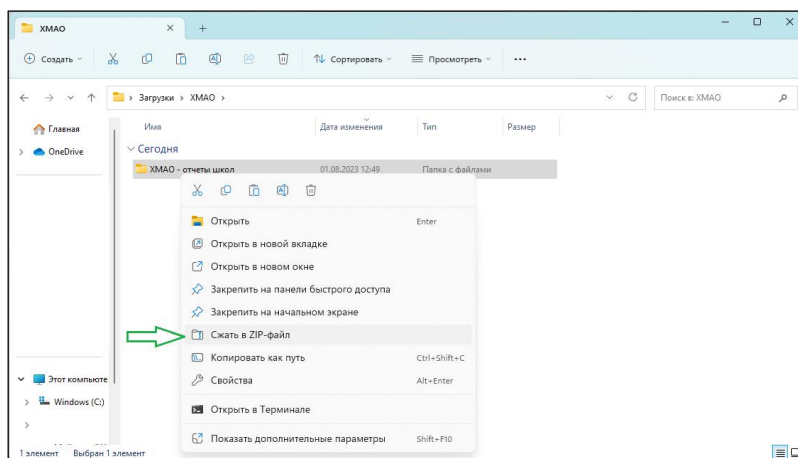 ХМАО
Создать
Сортировать
Просмотреть
Загрузки > ХМАО >
Поиск в: ХМАО
Главная
OneDrive
Имя Дата изменения Тип Размер
Сегодня
ХМАО - отчеты школ 01.08.2023 12:49 Папка с файлами
Открыть Enter
Открыть в новой вкладке
Открыть в новом окне
Закрепить на панели быстрого доступа
Закрепить на начальном экране
Сжать в ZIP-файл
Копировать как путь Ctrl+Shift+C
Свойства Alt+Enter
Открыть в Терминале
Показать дополнительные параметры Shift+F10
Этот компьюте
Windows (C:)
1 элемент Выбран 1 элемент